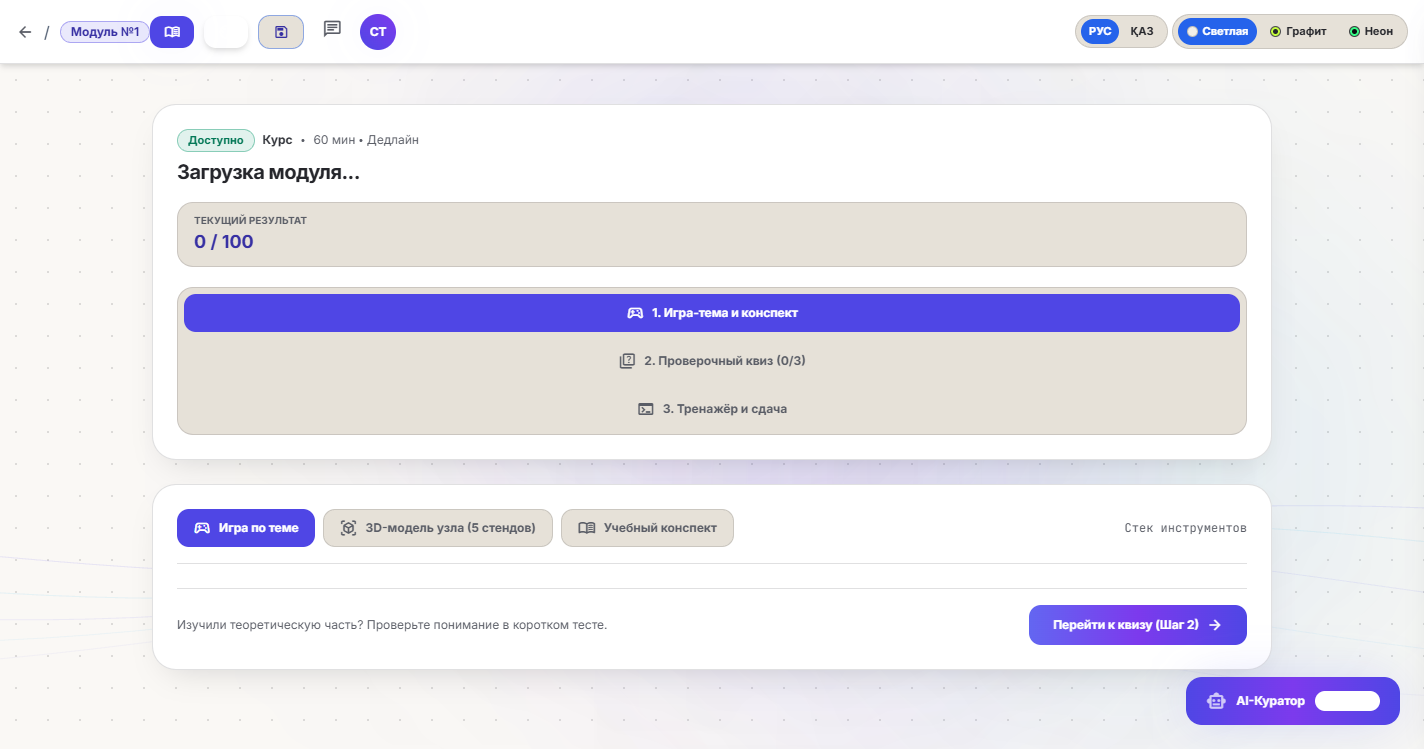 / Модуль №1 СТ РУС ҚАЗ Светлая Графит Неон
Доступно Курс • 60 мин • Дедлайн
Загрузка модуля...
ТЕКУЩИЙ РЕЗУЛЬТАТ
0 / 100
1. Игра-тема и конспект
2. Проверочный квиз (0/3)
3. Тренажёр и сдача
Игра по теме 3D-модель узла (5 стендов) Учебный конспект Стек инструментов
Изучили теоретическую часть? Проверьте понимание в коротком тесте. Перейти к квизу (Шаг 2)
AI-Куратор